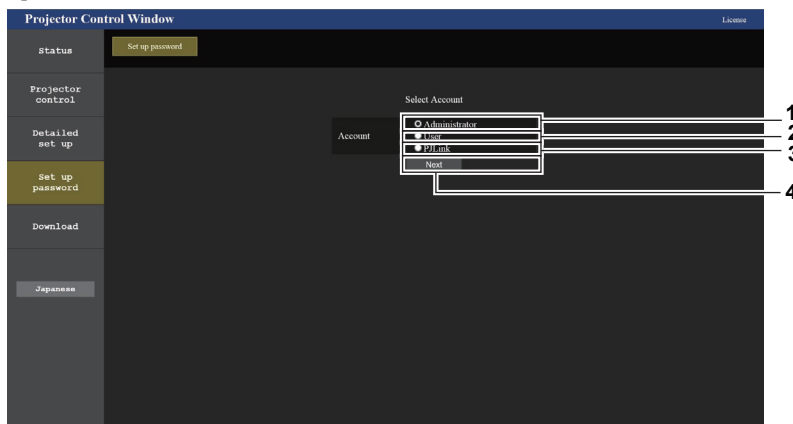 Projector Control Window
License
Status
Set up password
Projector
control
Select Account
Account
Administrator
User
PJLink
Next
1
2
3
4
Detailed
set up
Set up
password
Download
Japanese